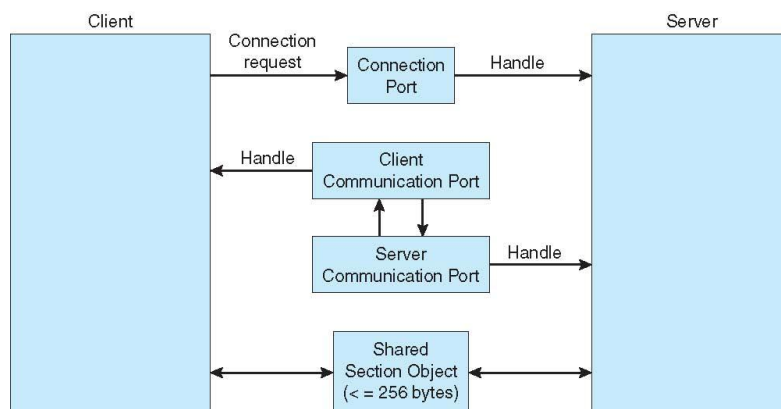 Client
Server
Connection
request
Connection
Port
Handle
Handle
Client
Communication Port
Server
Communication Port
Handle
Shared
Section Object
(< = 256 bytes)